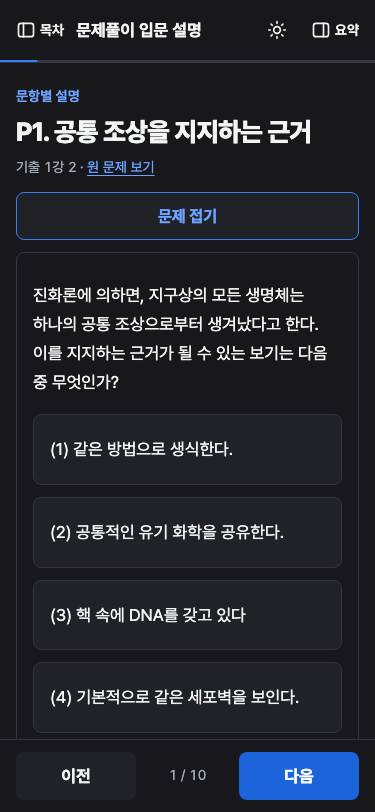 목차 문제풀이 입문 설명 요약
문항별 설명
P1. 공통 조상을 지지하는 근거
기출 1강 2 · 원 문제 보기
문제 접기
진화론에 의하면, 지구상의 모든 생명체는
하나의 공통 조상으로부터 생겨났다고 한다.
이를 지지하는 근거가 될 수 있는 보기는 다음
중 무엇인가?
(1) 같은 방법으로 생식한다.
(2) 공통적인 유기 화학을 공유한다.
(3) 핵 속에 DNA를 갖고 있다
(4) 기본적으로 같은 세포벽을 보인다.
이전 1 / 10 다음